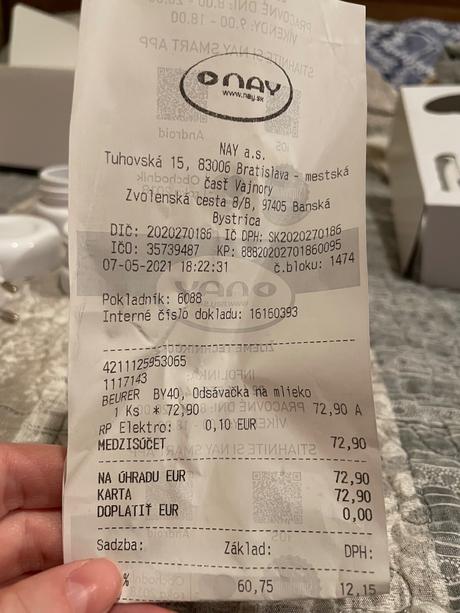 NAY
www.nay.sk
NAY a.s.
Tuhovská 15, 83006 Bratislava - mestská
časť Vajnory
Zvolenská cesta 8/B, 97405 Banská
Bystrica
DIČ: 2020270186 IČ DPH: SK2020270186
IČO: 35739487 KP: 88820202701860095
07-05-2021 18:22:31 č.bloku: 1474
Pokladník: 6088
Interné číslo dokladu: 16160393
4211125953065
1117143
BEURER BY40, Odsávačka na mlieko
1 Ks * 72,90 72,90 A
RP Elektro: 0,10 EUR
MEDZISÚČET 72,90
NA ÚHRADU EUR 72,90
KARTA 72,90
DOPLATIŤ EUR 0,00
Sadzba: Základ: DPH:
% 60,75 12,15